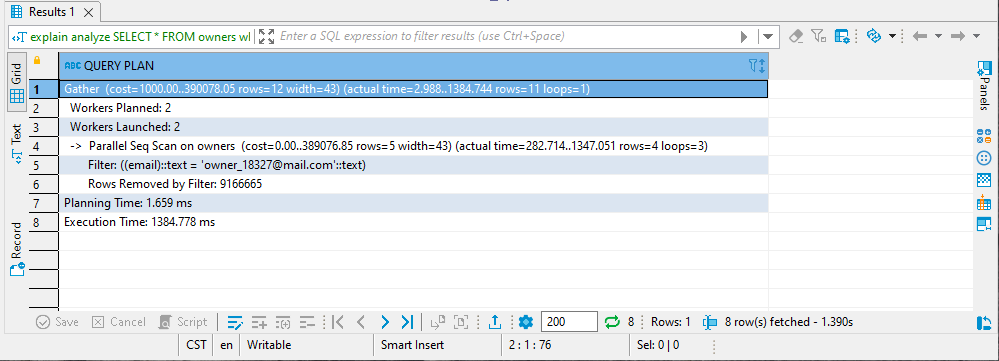 Results 1
explain analyze SELECT * FROM owners wl
Enter a SQL expression to filter results (use Ctrl+Space)
Grid
Text
Record
ABC QUERY PLAN
1 Gather (cost=1000.00..390078.05 rows=12 width=43) (actual time=2.988..1384.744 rows=11 loops=1)
2 Workers Planned: 2
3 Workers Launched: 2
4 -> Parallel Seq Scan on owners (cost=0.00..389076.85 rows=5 width=43) (actual time=282.714..1347.051 rows=4 loops=3)
5 Filter: ((email)::text = 'owner_18327@mail.com'::text)
6 Rows Removed by Filter: 9166665
7 Planning Time: 1.659 ms
8 Execution Time: 1384.778 ms
Panels
Save Cancel Script 200 8 Rows: 1 8 row(s) fetched - 1.390s
CST en Writable Smart Insert 2 : 1 : 76 Sel: 0 | 0